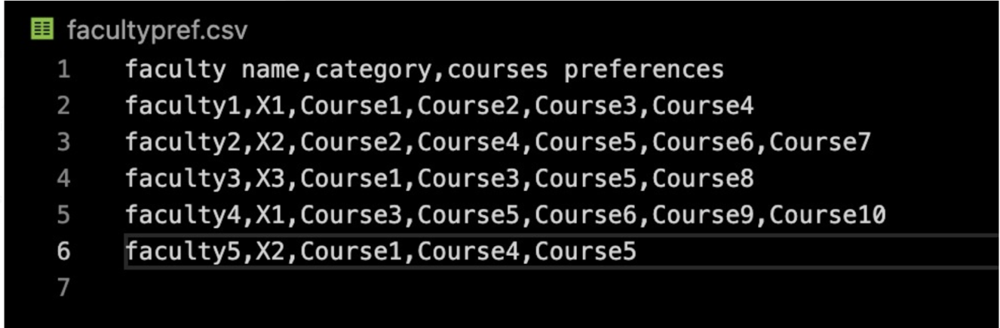 facultypref.csv
1 faculty name,category,courses preferences
2 faculty1,X1,Course1,Course2,Course3,Course4
3 faculty2,X2,Course2,Course4,Course5,Course6,Course7
4 faculty3,X3,Course1,Course3,Course5,Course8
5 faculty4,X1,Course3,Course5,Course6,Course9,Course10
6 faculty5,X2,Course1,Course4,Course5
7